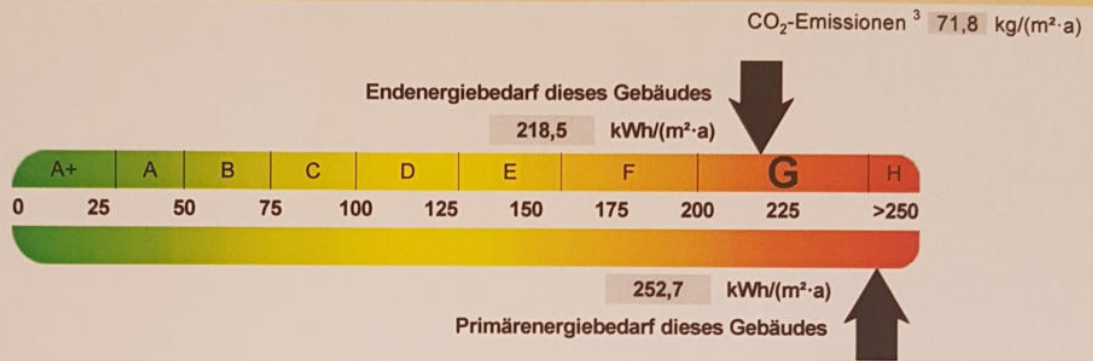 CO₂-Emissionen ³ 71,8 kg/(m²·a)
Endenergiebedarf dieses Gebäudes
218,5 kWh/(m²·a)
A+ A B C D E F G H
0 25 50 75 100 125 150 175 200 225 >250
252,7 kWh/(m²·a)
Primärenergiebedarf dieses Gebäudes